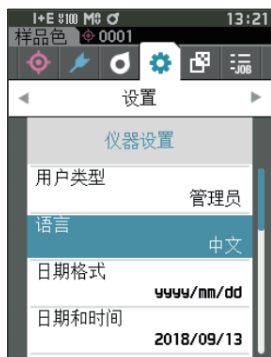 I+E %100 M0 13:21
样品色 0001
-JOB
设置
仪器设置
用户类型
管理员
语言
中文
日期格式
yyyy/mm/dd
日期和时间
2018/09/13